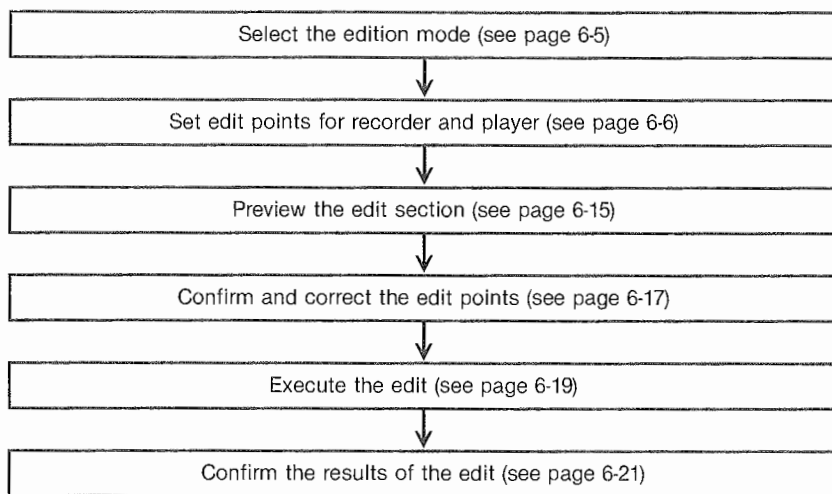 Select the edition mode (see page 6-5)
Set edit points for recorder and player (see page 6-6)
Preview the edit section (see page 6-15)
Confirm and correct the edit points (see page 6-17)
Execute the edit (see page 6-19)
Confirm the results of the edit (see page 6-21)